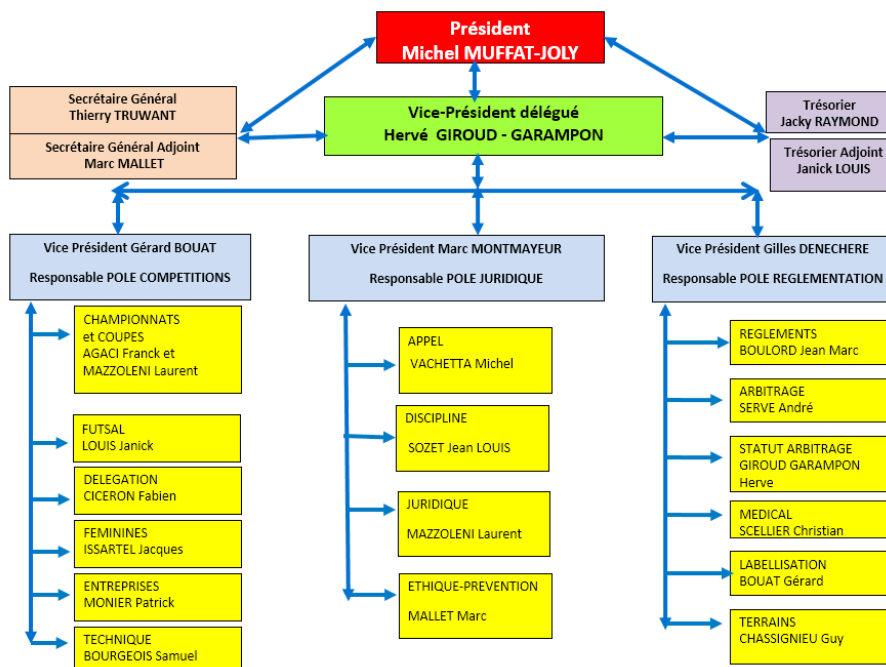 Président
Michel MUFFAT-JOLY
Secrétaire Général
Thierry TRUWANT
Secrétaire Général Adjoint
Marc MALLET
Vice-Président délégué
Hervé GIROUD - GARAMPON
Trésorier
Jacky RAYMOND
Trésorier Adjoint
Janick LOUIS
Vice Président Gérard BOUAT
Responsable POLE COMPETITIONS
CHAMPIONNATS
et COUPES
AGACI Franck et
MAZZOLENI Laurent
FUTSAL
LOUIS Janick
DELEGATION
CICERON Fabien
FEMININES
ISSARTEL Jacques
ENTREPRISES
MONIER Patrick
TECHNIQUE
BOURGEOIS Samuel
Vice Président Marc MONTMAYEUR
Responsable POLE JURIDIQUE
APPEL
VACHETTA Michel
DISCIPLINE
SOZET Jean LOUIS
JURIDIQUE
MAZZOLENI Laurent
ETHIQUE-PREVENTION
MALLET Marc
Vice Président Gilles DENECHERE
Responsable POLE REGLEMENTATION
REGLEMENTS
BOULORD Jean Marc
ARBITRAGE
SERVE André
STATUT ARBITRAGE
GIROUD GARAMPON
Herve
MEDICAL
SCELLIER Christian
LABELLISATION
BOUAT Gérard
TERRAINS
CHASSIGNIEU Guy